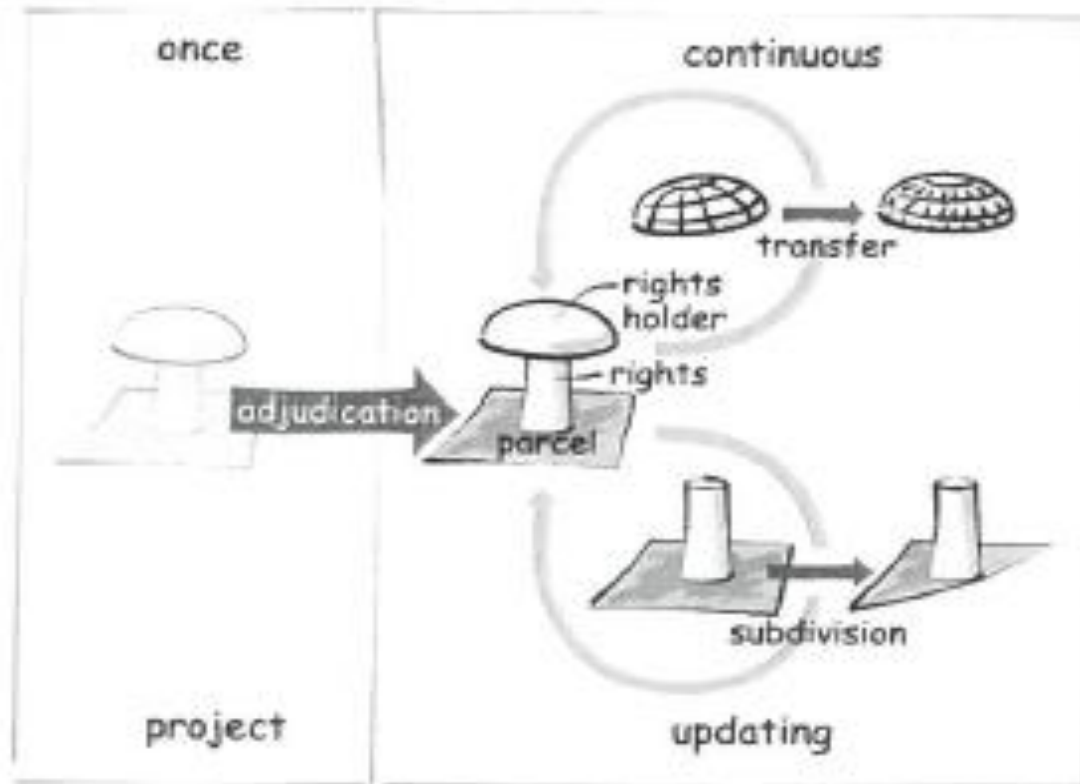 once
continuous
transfer
rights
holder
rights
adjudication
parcel
subdivision
project
updating